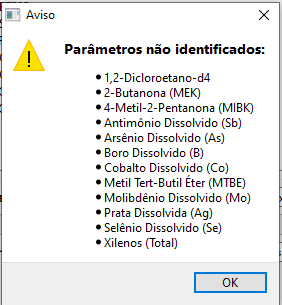 Aviso
Parâmetros não identificados:
1,2-Dicloroetano-d4
2-Butanona (MEK)
4-Metil-2-Pentanona (MIBK)
Antimônio Dissolvido (Sb)
Arsênio Dissolvido (As)
Boro Dissolvido (B)
Cobalto Dissolvido (Co)
Metil Tert-Butil Éter (MTBE)
Molibdênio Dissolvido (Mo)
Prata Dissolvida (Ag)
Selênio Dissolvido (Se)
Xilenos (Total)
OK